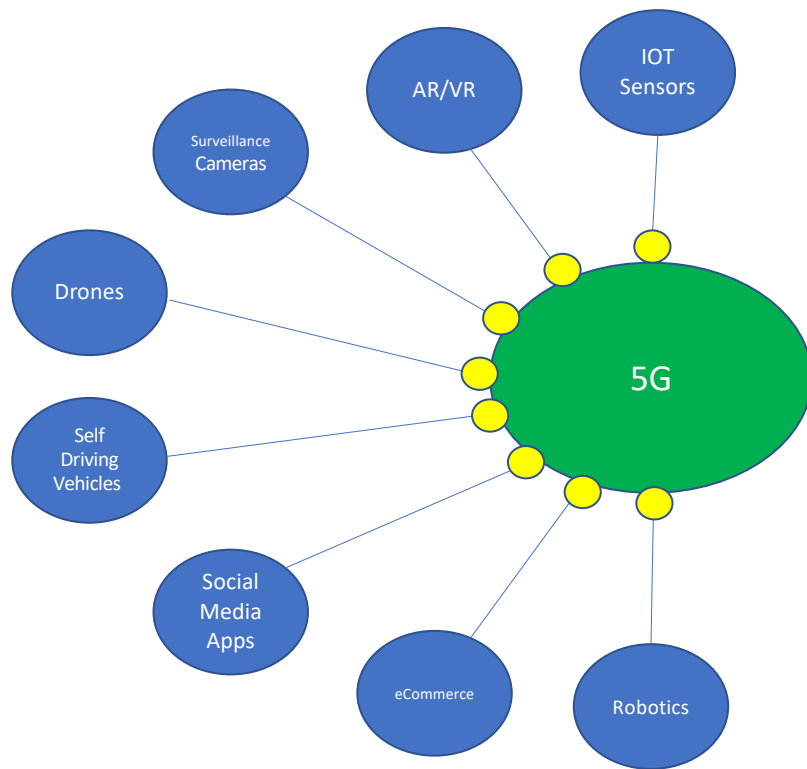 IOT
Sensors
AR/VR
Surveillance
Cameras
Drones
5G
Self
Driving
Vehicles
Social
Media
Apps
eCommerce
Robotics